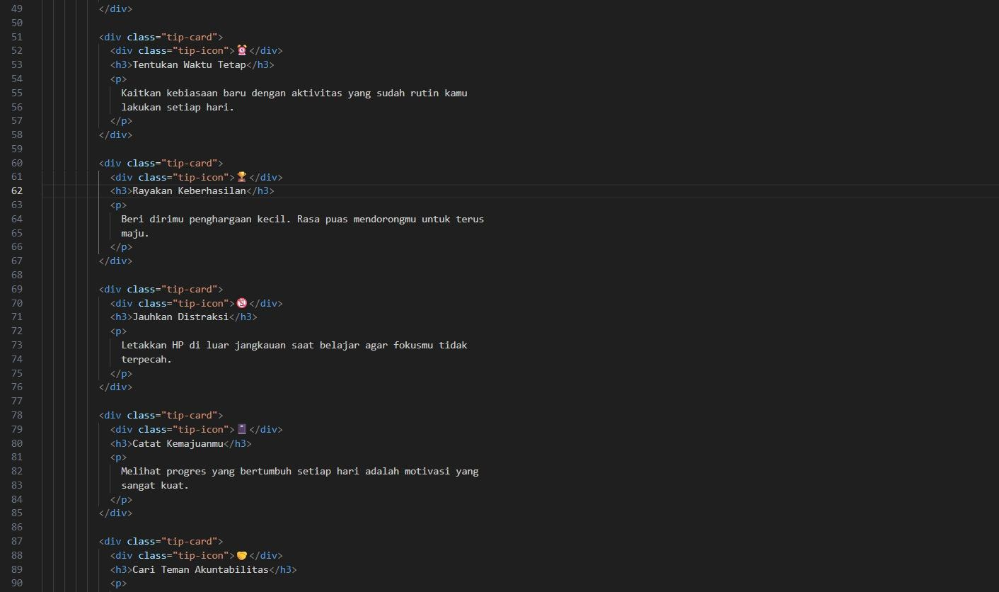 49 </div>
50
51 <div class="tip-card">
52 <div class="tip-icon">⏰</div>
53 <h3>Tentukan Waktu Tetap</h3>
54 <p>
55 Kaitkan kebiasaan baru dengan aktivitas yang sudah rutin kamu
56 lakukan setiap hari.
57 </p>
58 </div>
59
60 <div class="tip-card">
61 <div class="tip-icon">🏆</div>
62 <h3>Rayakan Keberhasilan</h3>
63 <p>
64 Beri dirimu penghargaan kecil. Rasa puas mendorongmu untuk terus
65 maju.
66 </p>
67 </div>
68
69 <div class="tip-card">
70 <div class="tip-icon">📵</div>
71 <h3>Jauhkan Distraksi</h3>
72 <p>
73 Letakkan HP di luar jangkauan saat belajar agar fokusmu tidak
74 terpecah.
75 </p>
76 </div>
77
78 <div class="tip-card">
79 <div class="tip-icon">📓</div>
80 <h3>Catat Kemajuanmu</h3>
81 <p>
82 Melihat progres yang bertumbuh setiap hari adalah motivasi yang
83 sangat kuat.
84 </p>
85 </div>
86
87 <div class="tip-card">
88 <div class="tip-icon">🤝</div>
89 <h3>Cari Teman Akuntabilitas</h3>
90 <p>